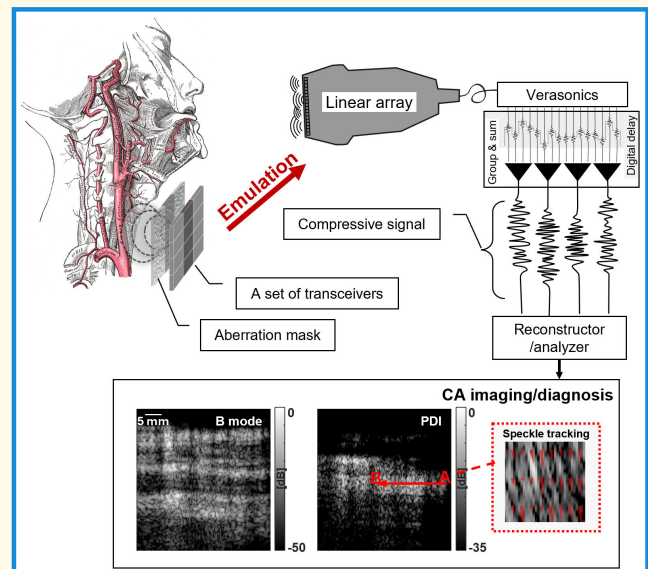 Linear array
Verasonics
Group & sum
Digital delay
Emulation
Compressive signal
A set of transceivers
Aberration mask
Reconstructor
/analyzer
CA imaging/diagnosis
5 mm
B mode
0
[dB]
-50
PDI
0
[dB]
-35
B
A
Speckle tracking